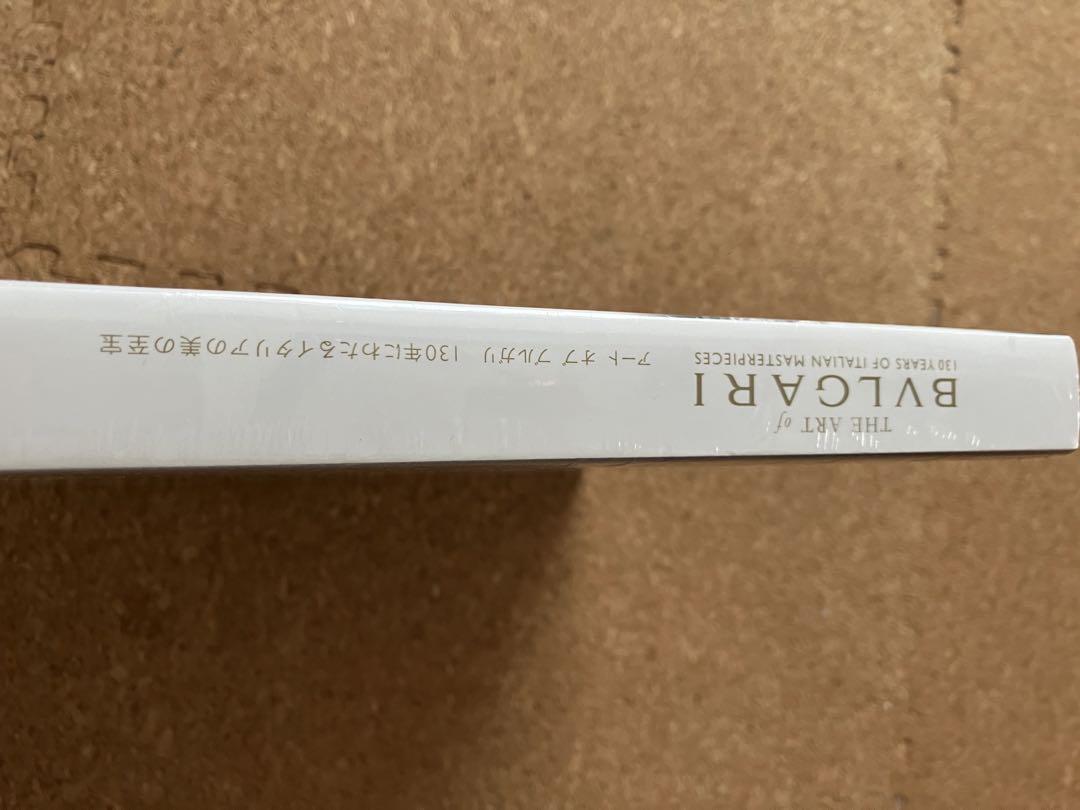 THE ART of
BVLGARI
130 YEARS OF ITALIAN MASTERPIECES
アート オブ ブルガリ 130年にわたるイタリアの美の至宝